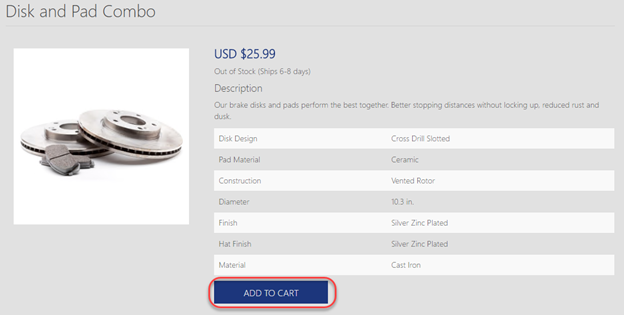 Disk and Pad Combo
USD $25.99
Out of Stock (Ships 6-8 days)
Description
Our brake disks and pads perform the best together. Better stopping distances without locking up, reduced rust and
dusk.
Disk Design Cross Drill Slotted
Pad Material Ceramic
Construction Vented Rotor
Diameter 10.3 in.
Finish Silver Zinc Plated
Hat Finish Silver Zinc Plated
Material Cast Iron
ADD TO CART